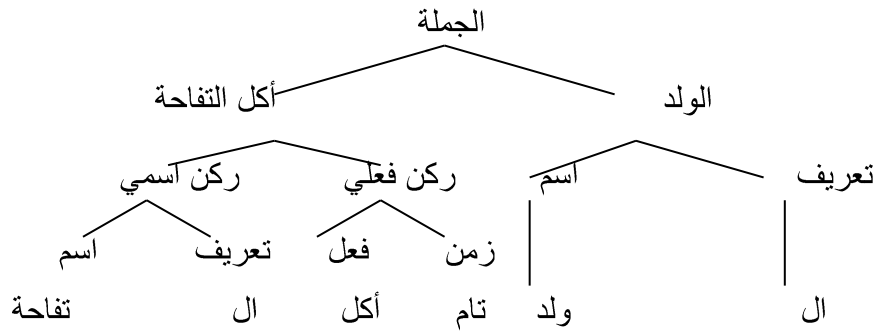 الجملة
الولد أكل التفاحة
تعريف اسم ركن فعلي ركن اسمي
زمن فعل تعريف اسم
ال ولد تام أكل ال تفاحة